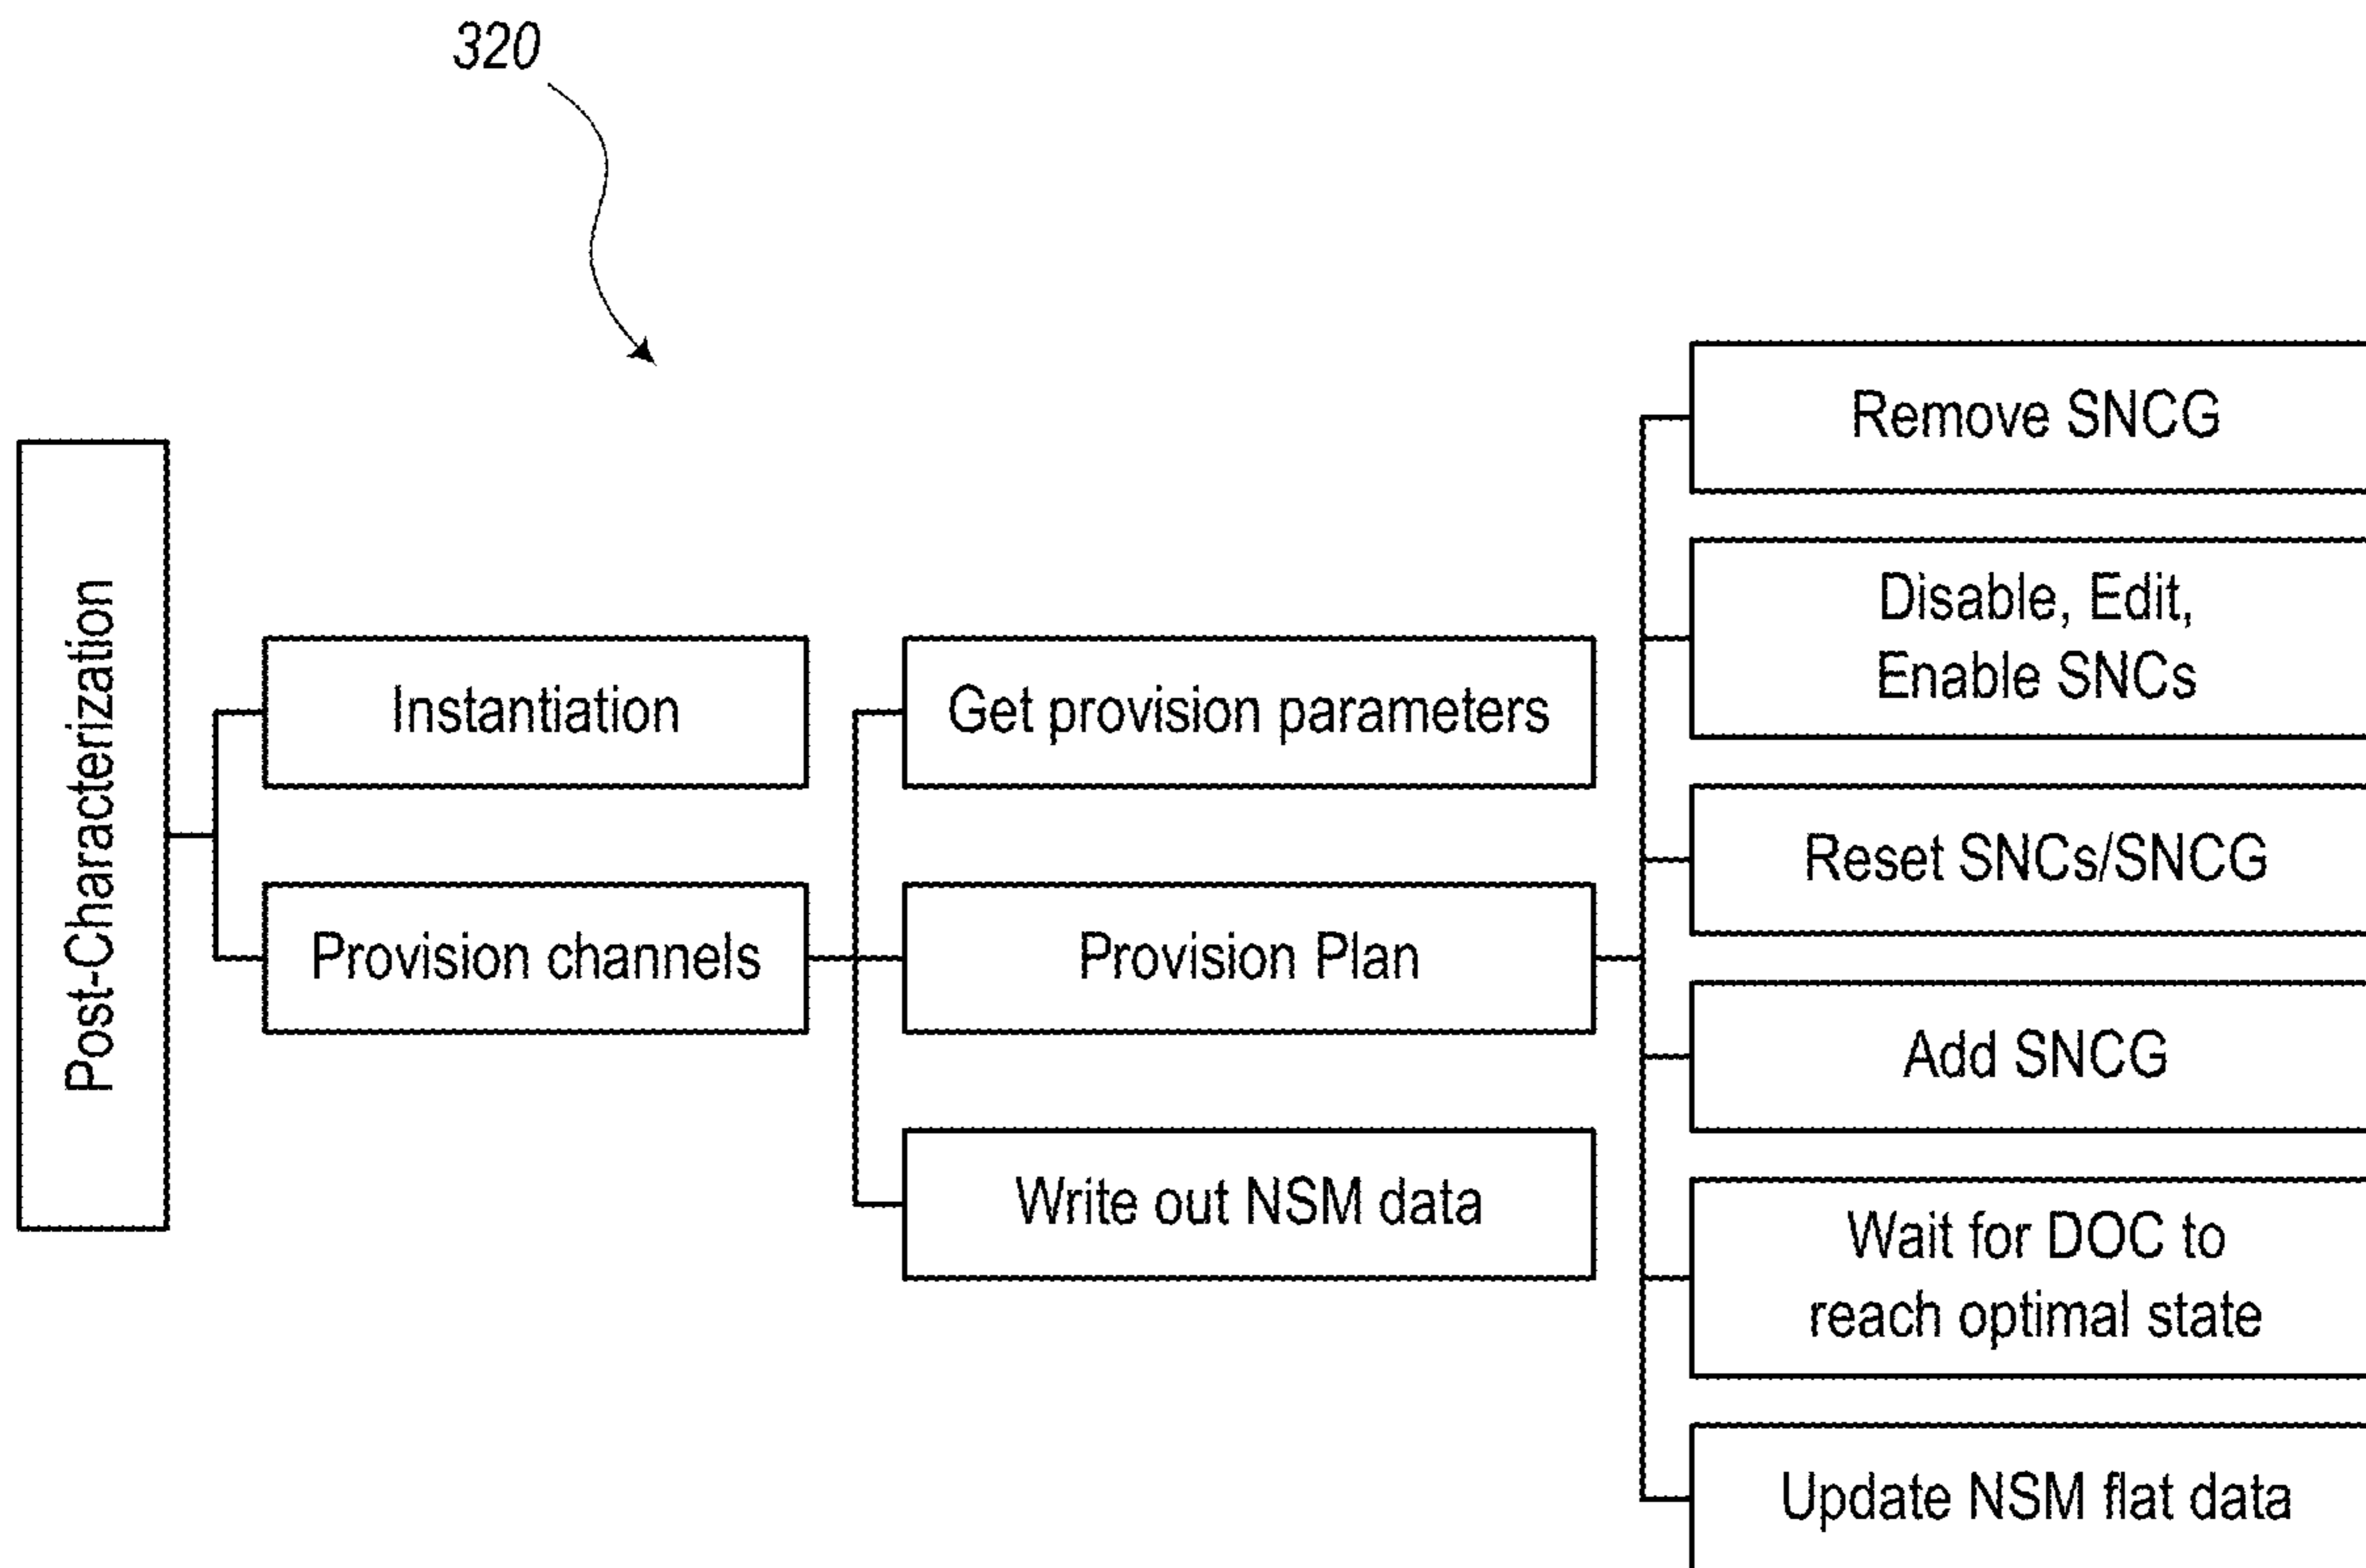 320
Post-Characterization
Instantiation
Provision channels
Get provision parameters
Provision Plan
Write out NSM data
Remove SNCG
Disable, Edit,
Enable SNCs
Reset SNCs/SNCG
Add SNCG
Wait for DOC to
reach optimal state
Update NSM flat data